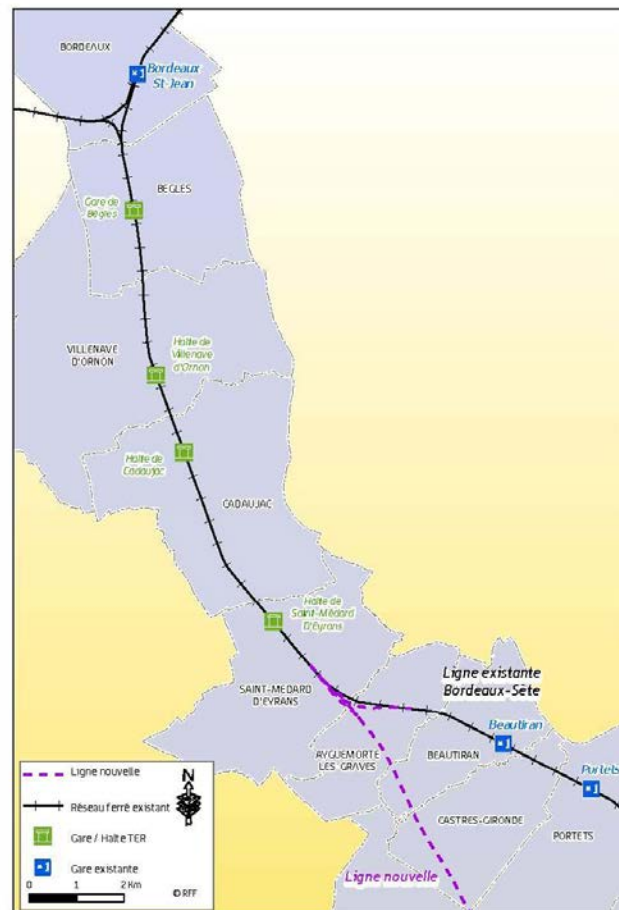 BORDEAUX
Bordeaux
St-Jean
BEGLES
Gare de
Bègles
VILLENAVE
D'ORNON
Halte de
Villenave
d'Ornon
Halte de
Cadaujac
CADAUJAC
Halte de
Saint-Médard
D'Eyrans
SAINT-MEDARD
D'EYRANS
Ligne existante
Bordeaux-Sète
Beautiran
AYGUEMORTE
LES GRAVES
BEAUTIRAN
Portets
CASTRES-GIRONDE
PORTETS
Ligne nouvelle
Ligne nouvelle
N
Réseau ferré existant
Gare / Halte TER
Gare existante
0 1 2 Km
© RFF